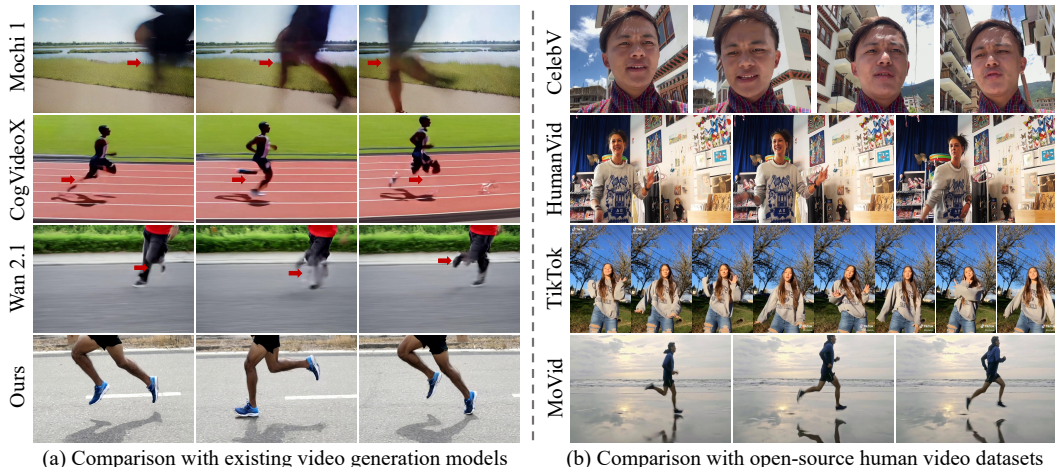 Mochi 1
CogVideoX
Wan 2.1
Ours
(a) Comparison with existing video generation models
CelebV
HumanVid
TikTok
MoVid
(b) Comparison with open-source human video datasets